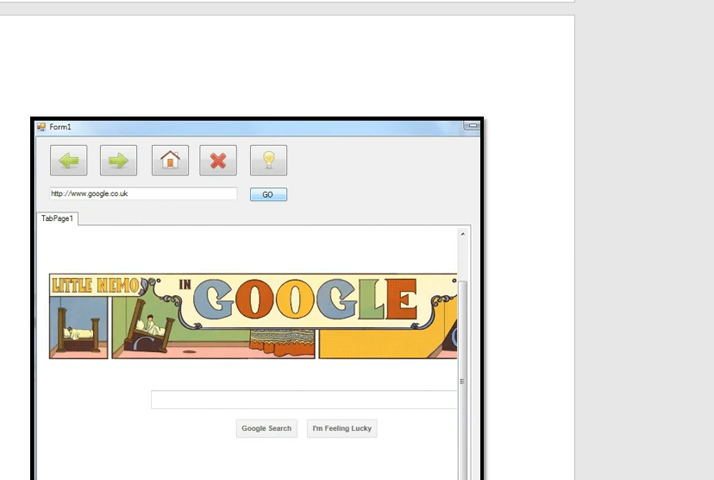 Form1
http://www.google.co.uk
GO
TabPage1
LITTLE NEMO
IN
GOOGLE
Google Search
I'm Feeling Lucky